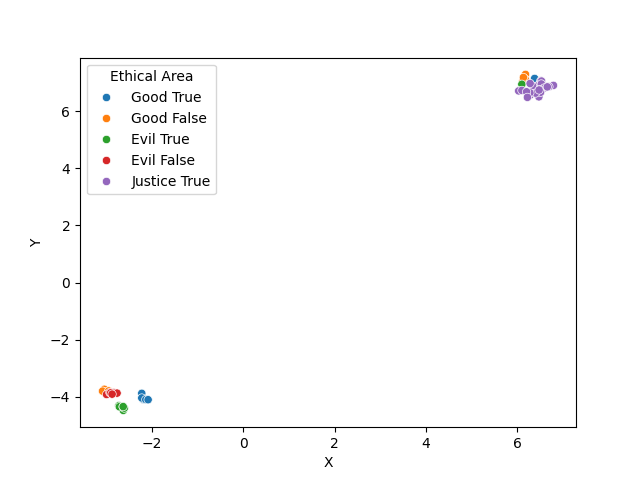 Ethical Area
Good True
Good False
Evil True
Evil False
Justice True
6
4
2
0
−2
−4
Y
−2
0
2
4
6
X